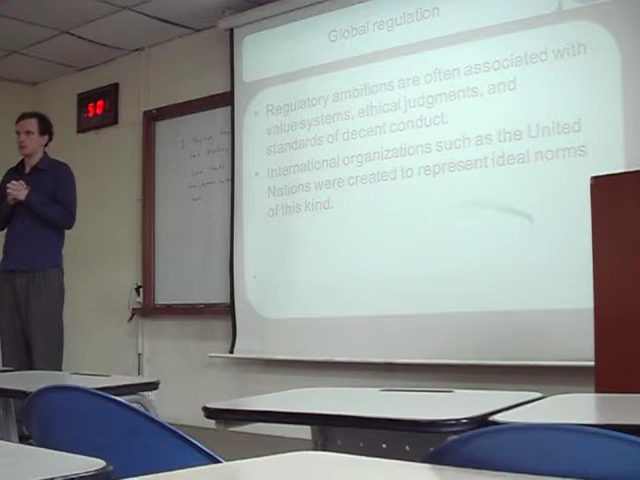 Global regulation
Regulatory ambitions are often associated with
value systems, ethical judgments, and
standards of decent conduct.
International organizations such as the United
Nations were created to represent ideal norms
of this kind.